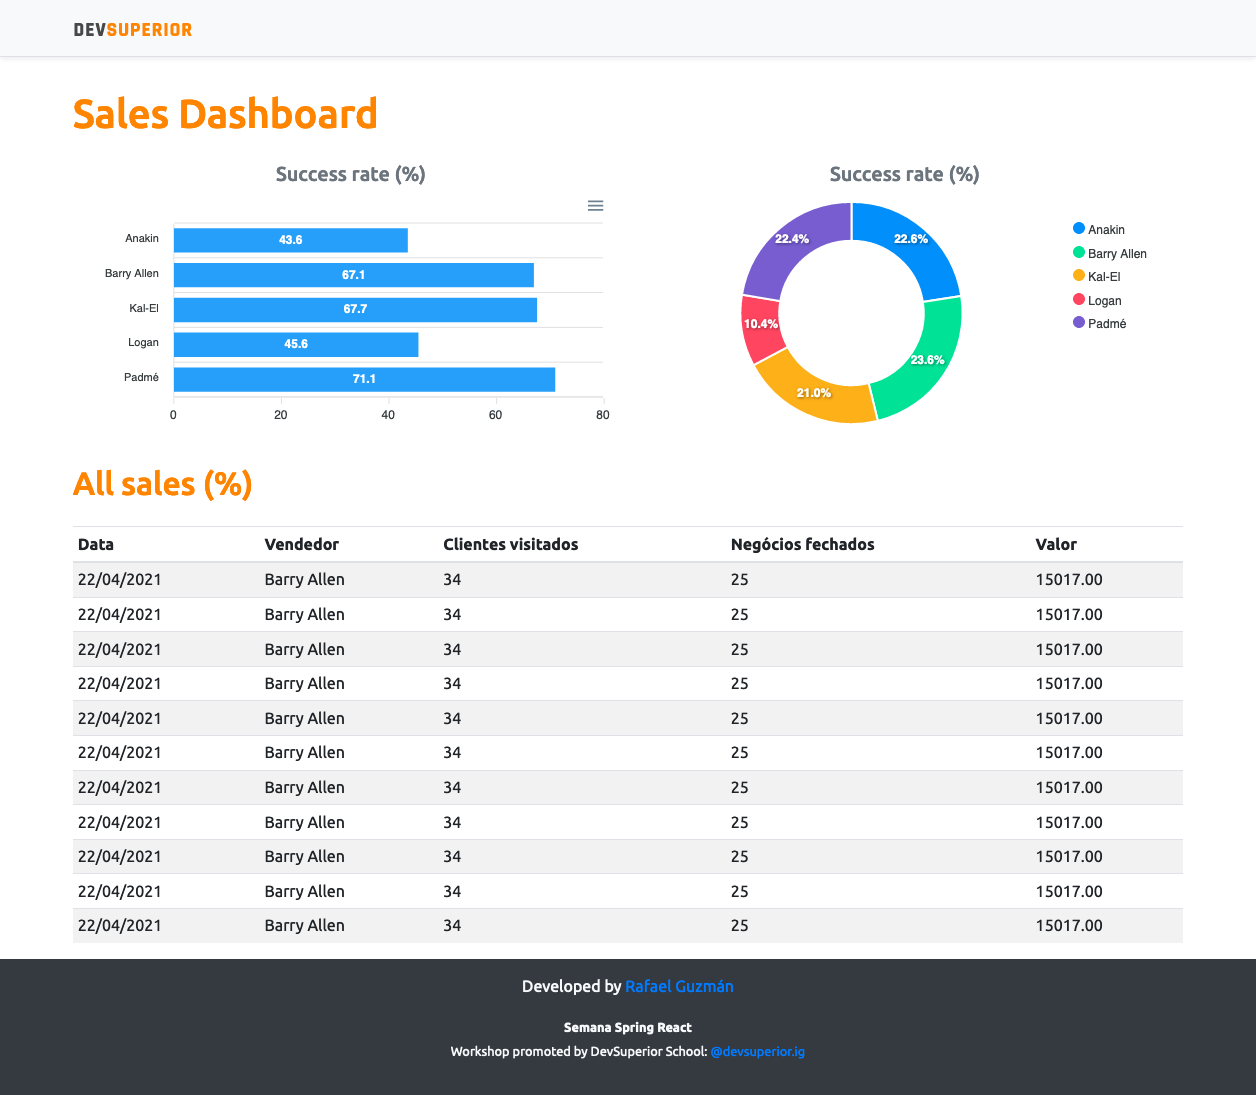 DEVSUPERIOR
Sales Dashboard
Success rate (%)
Anakin 43.6
Barry Allen 67.1
Kal-El 67.7
Logan 45.6
Padmé 71.1
0 20 40 60 80
Success rate (%)
22.4% 22.6%
10.4%
23.6%
21.0%
Anakin
Barry Allen
Kal-El
Logan
Padmé
All sales (%)
Data Vendedor Clientes visitados Negócios fechados Valor
22/04/2021 Barry Allen 34 25 15017.00
22/04/2021 Barry Allen 34 25 15017.00
22/04/2021 Barry Allen 34 25 15017.00
22/04/2021 Barry Allen 34 25 15017.00
22/04/2021 Barry Allen 34 25 15017.00
22/04/2021 Barry Allen 34 25 15017.00
22/04/2021 Barry Allen 34 25 15017.00
22/04/2021 Barry Allen 34 25 15017.00
22/04/2021 Barry Allen 34 25 15017.00
22/04/2021 Barry Allen 34 25 15017.00
22/04/2021 Barry Allen 34 25 15017.00
Developed by Rafael Guzmán
Semana Spring React
Workshop promoted by DevSuperior School: @devsuperior.ig